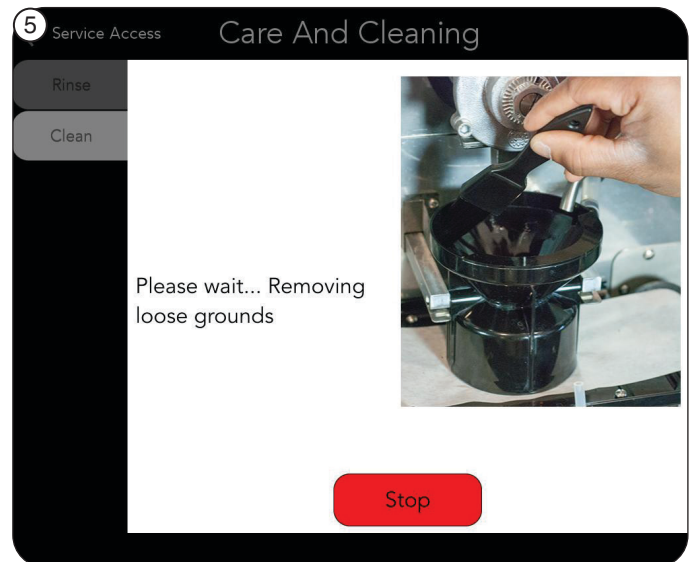 5
Service Access
Care And Cleaning
Rinse
Clean
Please wait... Removing
loose grounds
Stop